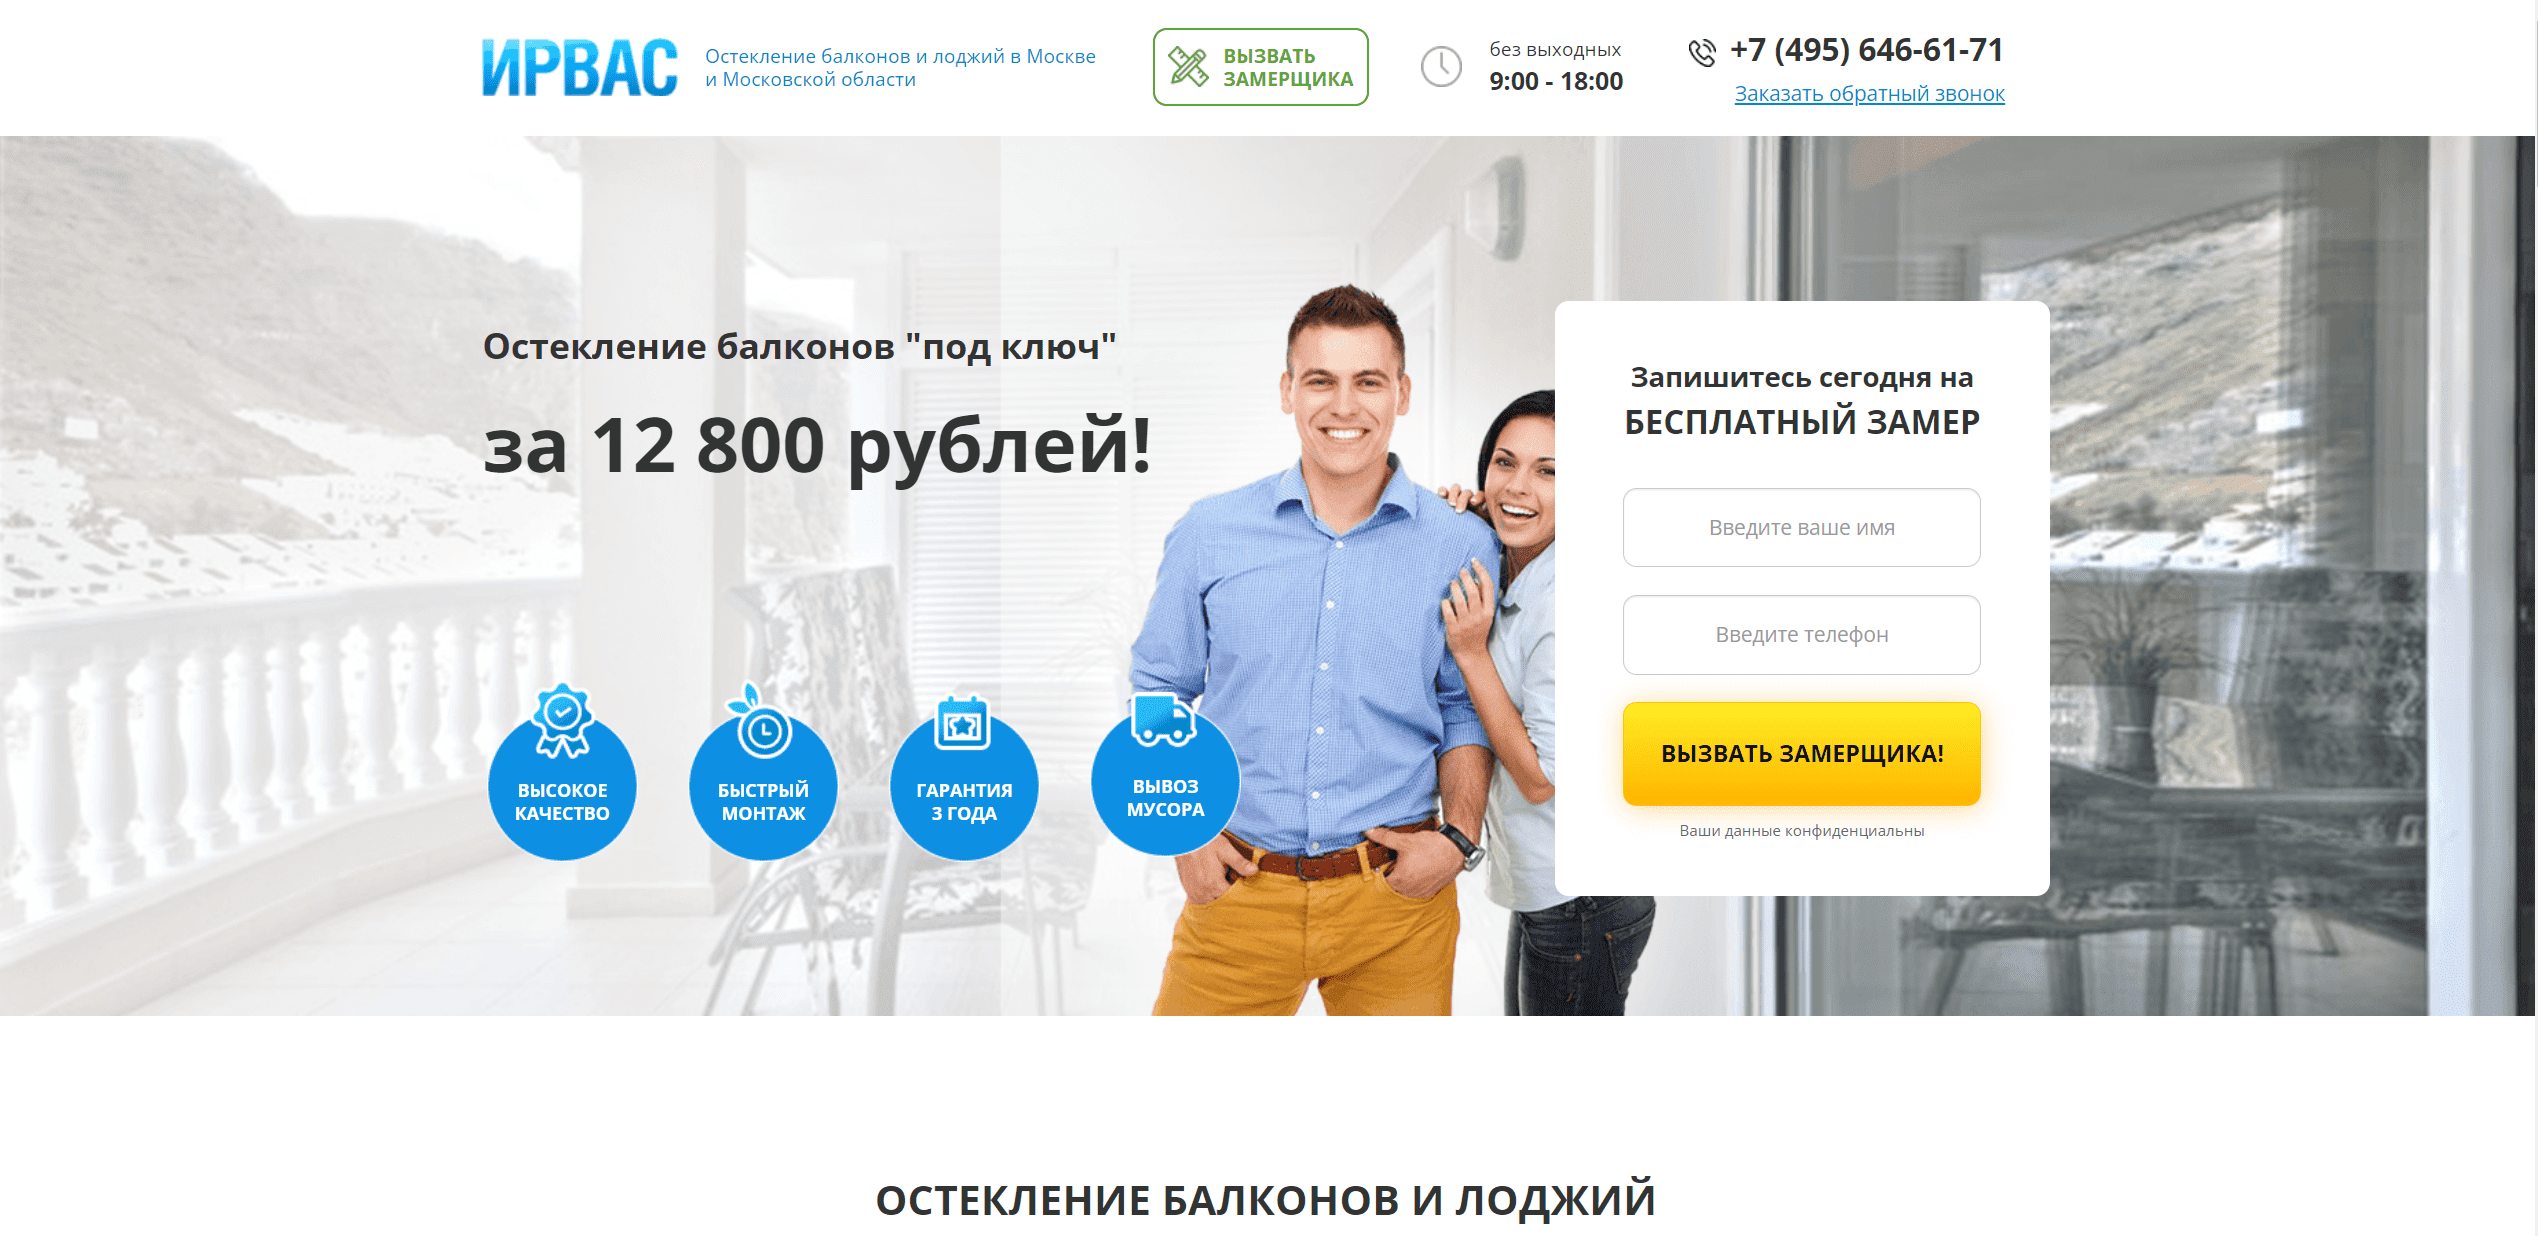 ИРВАС
Остекление балконов и лоджий в Москве
и Московской области
ВЫЗВАТЬ
ЗАМЕРЩИКА
без выходных
9:00 - 18:00
+7 (495) 646-61-71
Заказать обратный звонок
Остекление балконов "под ключ"
за 12 800 рублей!
ВЫСОКОЕ
КАЧЕСТВО
БЫСТРЫЙ
МОНТАЖ
ГАРАНТИЯ
3 ГОДА
ВЫВОЗ
МУСОРА
Запишитесь сегодня на
БЕСПЛАТНЫЙ ЗАМЕР
Введите ваше имя
Введите телефон
ВЫЗВАТЬ ЗАМЕРЩИКА!
Ваши данные конфиденциальны
ОСТЕКЛЕНИЕ БАЛКОНОВ И ЛОДЖИЙ